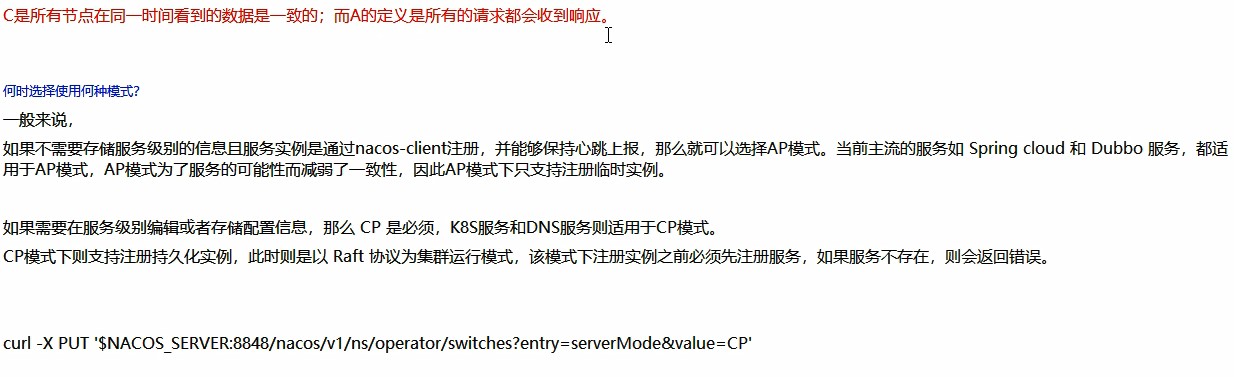 C是所有节点在同一时间看到的数据是一致的；而A的定义是所有的请求都会收到响应。
何时选择使用何种模式？
一般来说，
如果不需要存储服务级别的信息且服务实例是通过nacos-client注册，并能够保持心跳上报，那么就可以选择AP模式。当前主流的服务如 Spring cloud 和 Dubbo 服务，都适
用于AP模式，AP模式为了服务的可能性而减弱了一致性，因此AP模式下只支持注册临时实例。
如果需要在服务级别编辑或者存储配置信息，那么 CP 是必须，K8S服务和DNS服务则适用于CP模式。
CP模式下则支持注册持久化实例，此时则是以 Raft 协议为集群运行模式，该模式下注册实例之前必须先注册服务，如果服务不存在，则会返回错误。
curl -X PUT '$NACOS_SERVER:8848/nacos/v1/ns/operator/switches?entry=serverMode&value=CP'